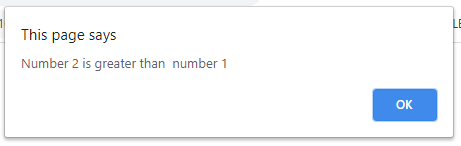 This page says
Number 2 is greater than  number 1
OK